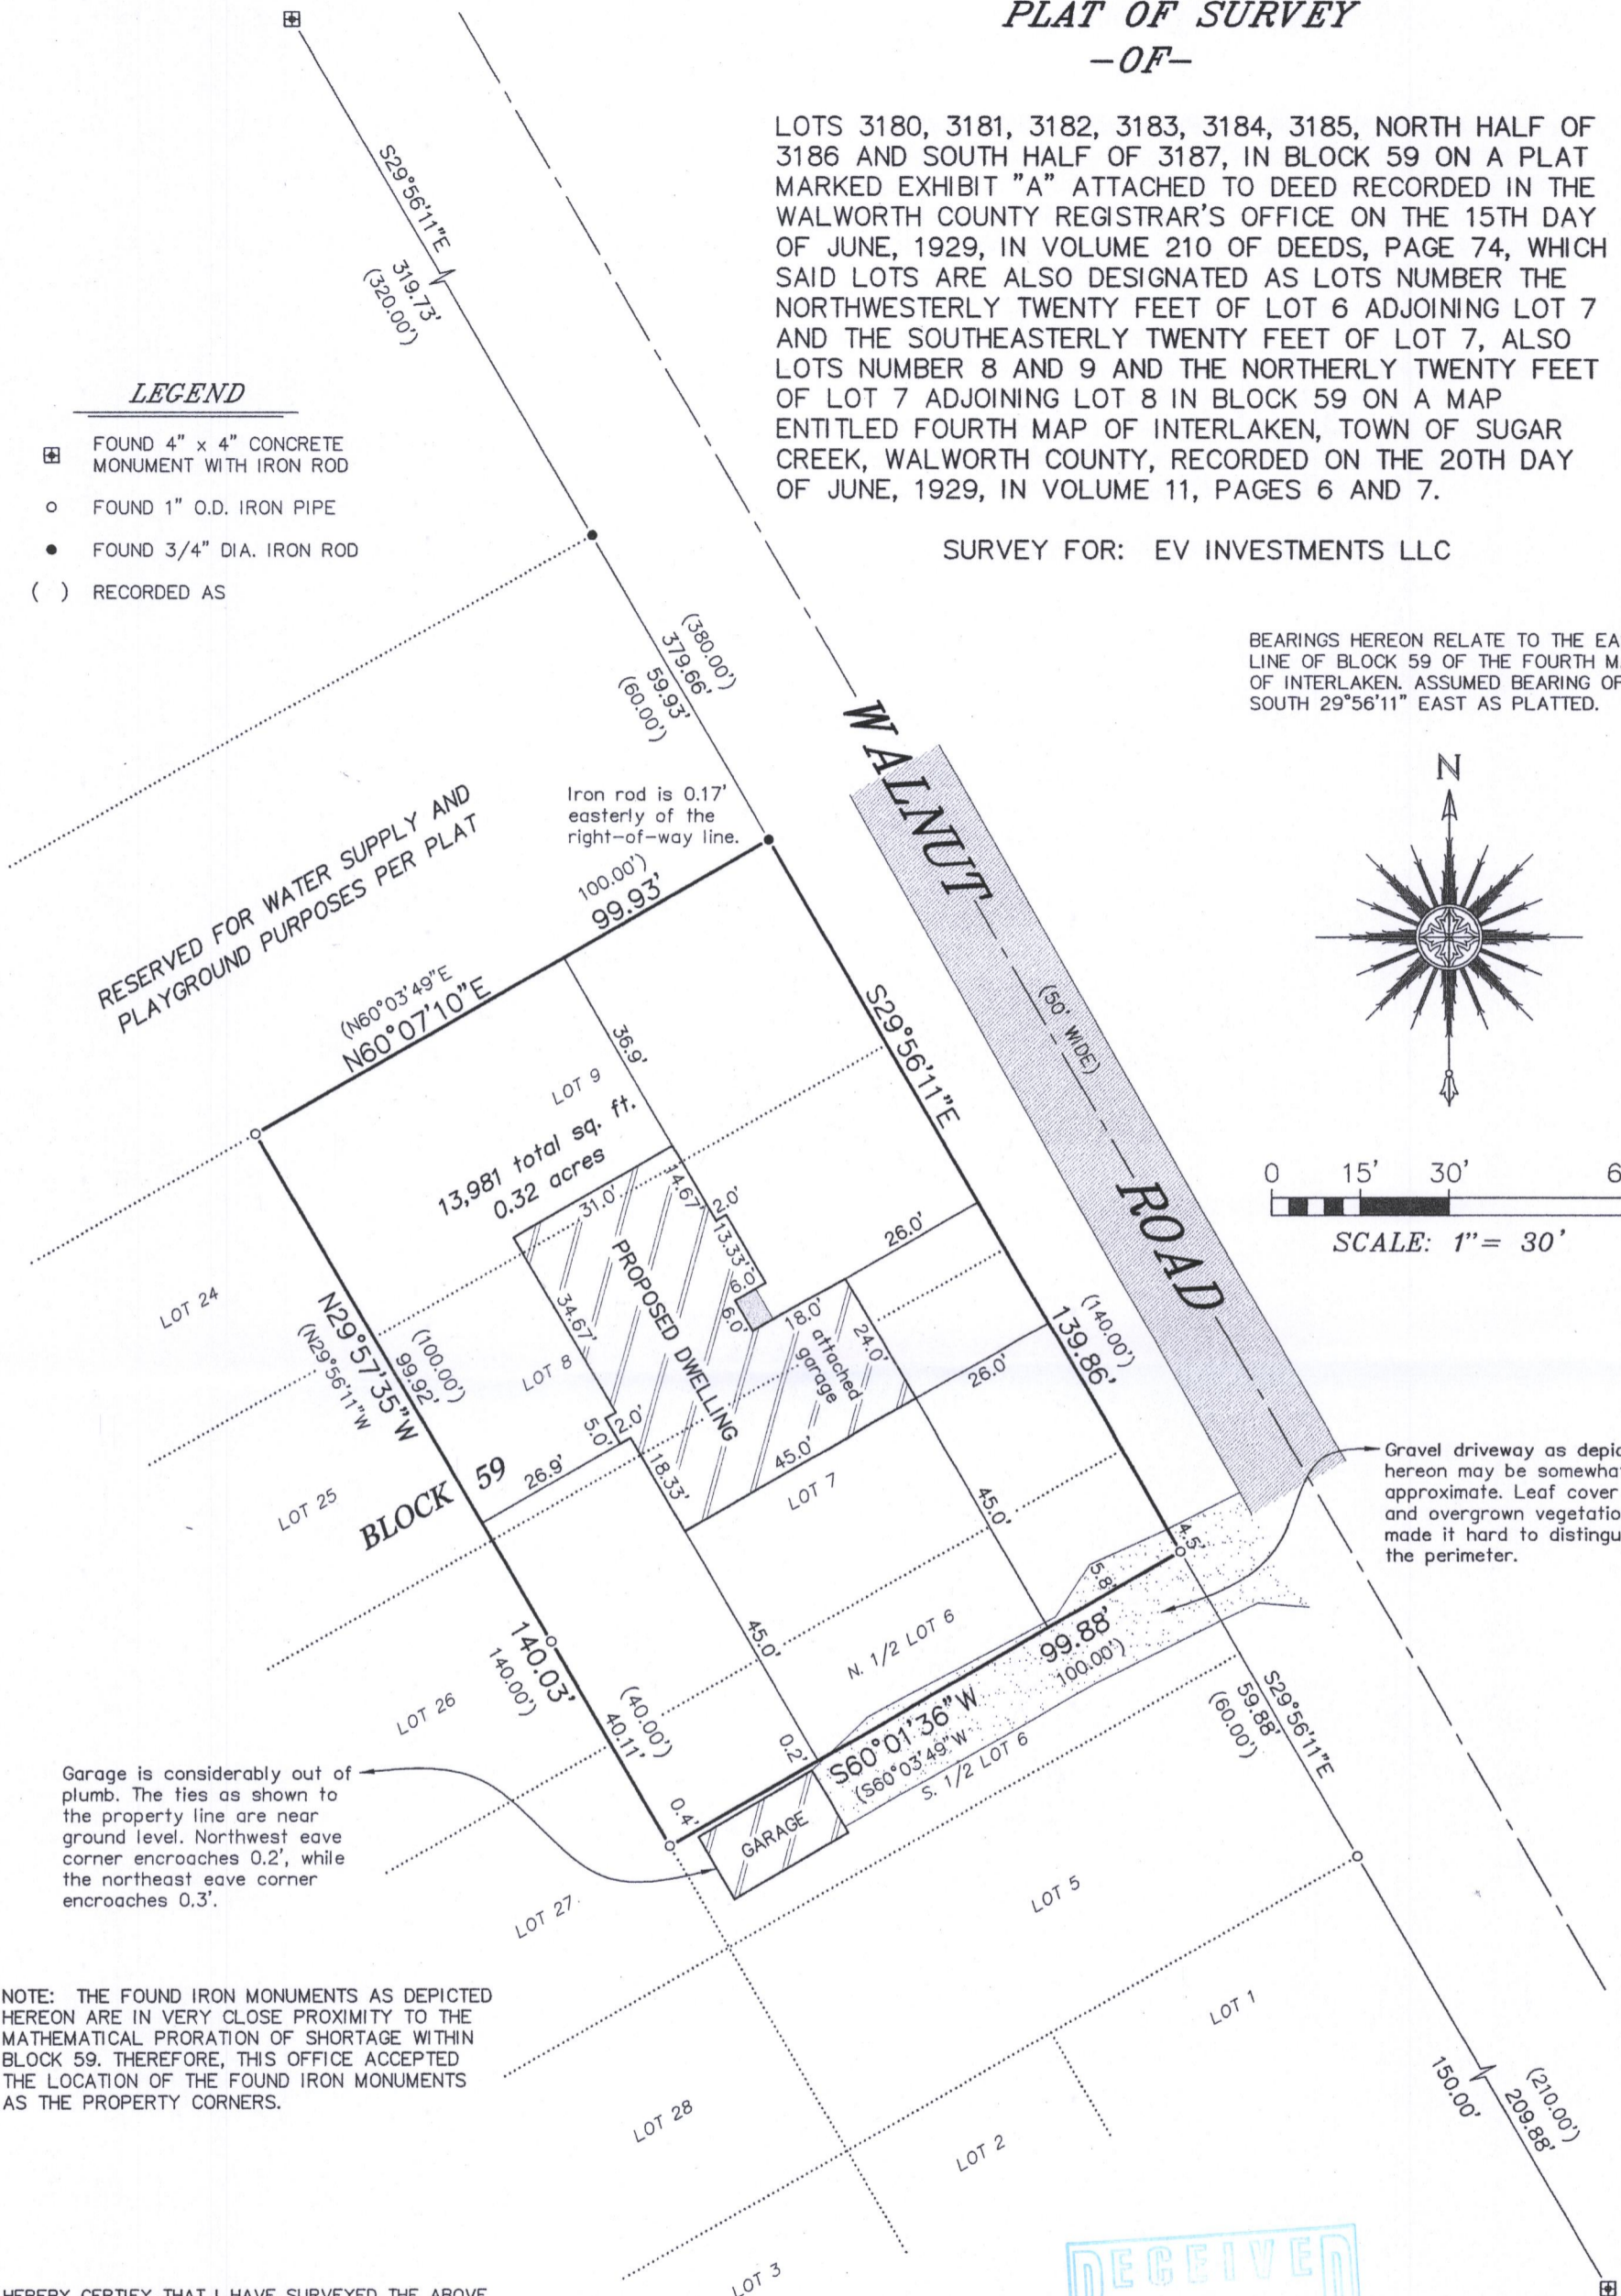 PLAT OF SURVEY
-OF-
LOTS 3180, 3181, 3182, 3183, 3184, 3185, NORTH HALF OF
3186 AND SOUTH HALF OF 3187, IN BLOCK 59 ON A PLAT
MARKED EXHIBIT "A" ATTACHED TO DEED RECORDED IN THE
WALWORTH COUNTY REGISTRAR'S OFFICE ON THE 15TH DAY
OF JUNE, 1929, IN VOLUME 210 OF DEEDS, PAGE 74, WHICH
SAID LOTS ARE ALSO DESIGNATED AS LOTS NUMBER THE
NORTHWESTERLY TWENTY FEET OF LOT 6 ADJOINING LOT 7
AND THE SOUTHEASTERLY TWENTY FEET OF LOT 7, ALSO
LOTS NUMBER 8 AND 9 AND THE NORTHERLY TWENTY FEET
OF LOT 7 ADJOINING LOT 8 IN BLOCK 59 ON A MAP
ENTITLED FOURTH MAP OF INTERLAKEN, TOWN OF SUGAR
CREEK, WALWORTH COUNTY, RECORDED ON THE 20TH DAY
OF JUNE, 1929, IN VOLUME 11, PAGES 6 AND 7.
SURVEY FOR: EV INVESTMENTS LLC
S29°56'11"E
319.73'
(320.00')
LEGEND
FOUND 4" x 4" CONCRETE
MONUMENT WITH IRON ROD
FOUND 1" O.D. IRON PIPE
FOUND 3/4" DIA. IRON ROD
( ) RECORDED AS
BEARINGS HEREON RELATE TO THE EA
LINE OF BLOCK 59 OF THE FOURTH M
OF INTERLAKEN. ASSUMED BEARING OF
SOUTH 29°56'11" EAST AS PLATTED.
(380.00')
379.66'
59.93'
(60.00')
WALNUT
(50' WIDE)
ROAD
N
0 15' 30' 6
SCALE: 1"= 30'
Iron rod is 0.17'
easterly of the
right-of-way line.
RESERVED FOR WATER SUPPLY AND
PLAYGROUND PURPOSES PER PLAT
100.00')
99.93'
(N60°03'49"E
N60°07'10"E
36.9'
S29°56'11"E
LOT 9
13,981 total sq. ft.
0.32 acres
31.0'
14.67'
2.0'
13.33'
6.0'
6.0'
26.0'
PROPOSED DWELLING
34.67'
18.0'
attached
garage
24.0'
26.0'
(140.00')
139.86'
LOT 24
N29°57'35"W
(N29°56'11"W
(100.00')
99.92'
LOT 8
5.0'
2.0'
26.9'
18.33'
45.0'
LOT 7
LOT 25
BLOCK 59
45.0'
45.0'
4.5'
5.8'
Gravel driveway as depic
hereon may be somewha
approximate. Leaf cover
and overgrown vegetatio
made it hard to distingu
the perimeter.
140.03'
140.00')
N. 1/2 LOT 6
99.88'
100.00')
LOT 26
(40.00')
40.11'
0.2'
S60°01'36"W
(S60°03'49"W
S. 1/2 LOT 6
S29°56'11"E
59.88'
(60.00')
Garage is considerably out of
plumb. The ties as shown to
the property line are near
ground level. Northwest eave
corner encroaches 0.2', while
the northeast eave corner
encroaches 0.3'.
0.4'
GARAGE
LOT 27
LOT 5
NOTE: THE FOUND IRON MONUMENTS AS DEPICTED
HEREON ARE IN VERY CLOSE PROXIMITY TO THE
MATHEMATICAL PRORATION OF SHORTAGE WITHIN
BLOCK 59. THEREFORE, THIS OFFICE ACCEPTED
THE LOCATION OF THE FOUND IRON MONUMENTS
AS THE PROPERTY CORNERS.
LOT 1
LOT 28
LOT 2
150.00'
(210.00')
209.88'
LOT 3
HEREBY CERTIFY THAT I HAVE SURVEYED THE ABOVE
RECEIVED